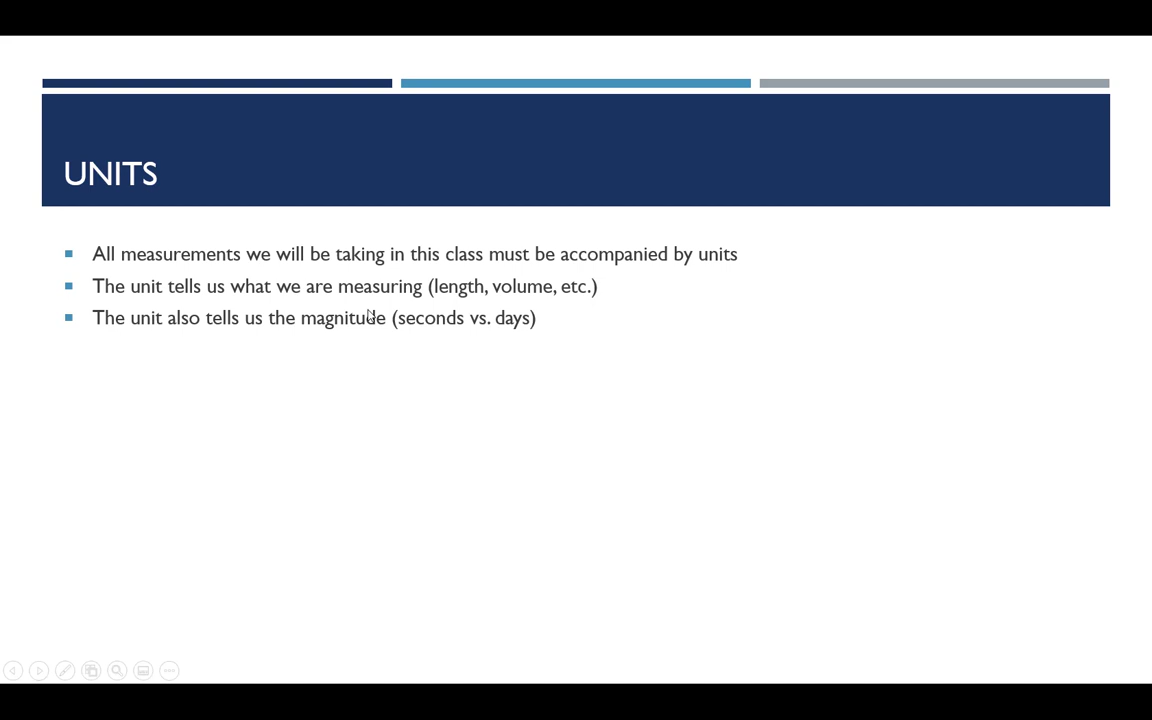 UNITS
All measurements we will be taking in this class must be accompanied by units
The unit tells us what we are measuring (length, volume, etc.)
The unit also tells us the magnitude (seconds vs. days)